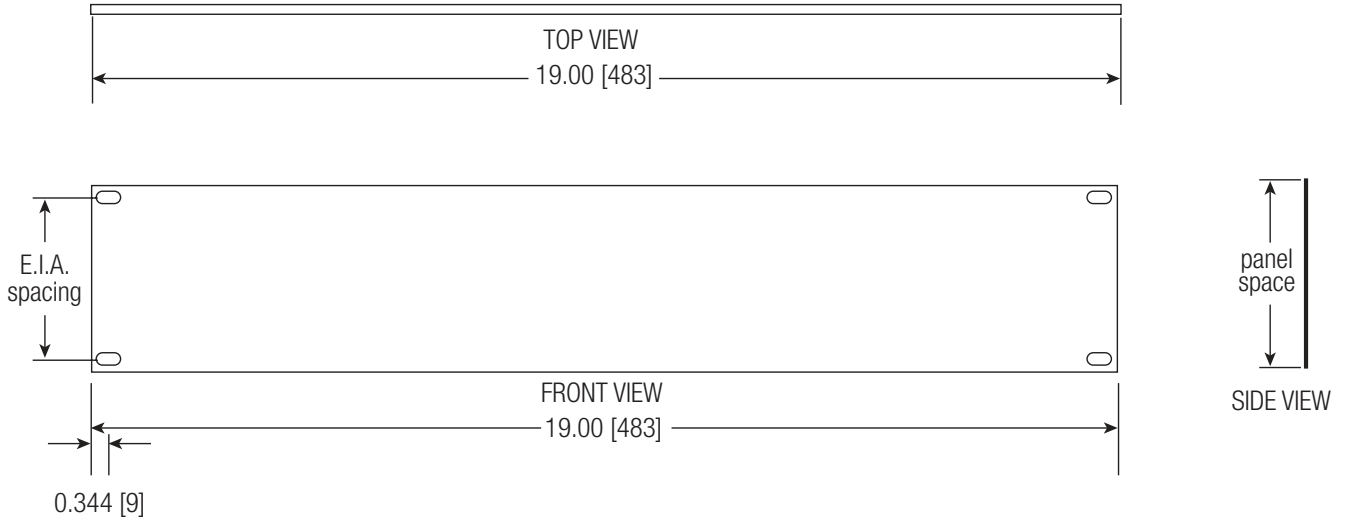 TOP VIEW
19.00 [483]
E.I.A.
spacing
panel
space
FRONT VIEW
19.00 [483]
SIDE VIEW
0.344 [9]